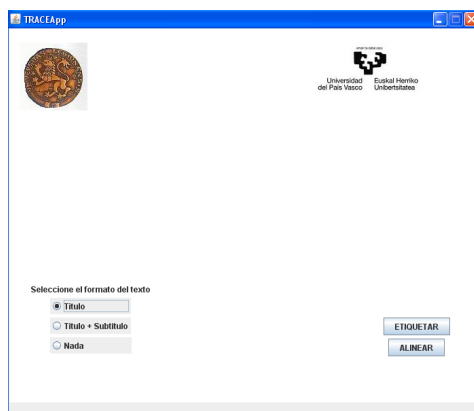 TRACEApp
Universidad Euskal Herriko
del País Vasco Unibertsitatea
Seleccione el formato del texto
Título
Título + Subtítulo
Nada
ETIQUETAR
ALINEAR